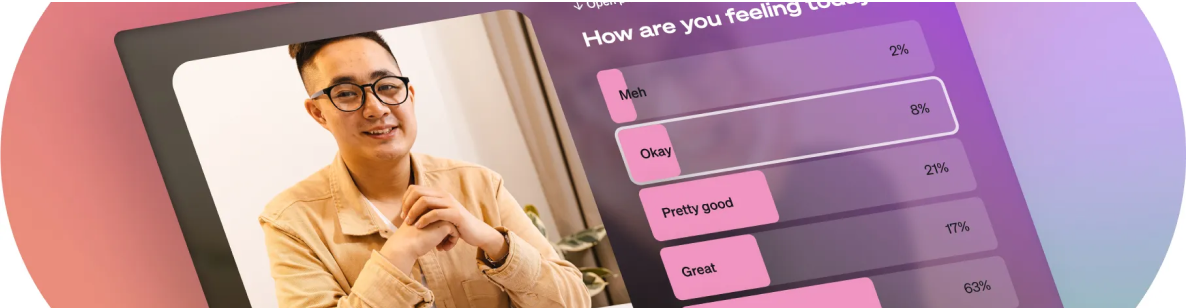 How are you feeling today
Meh
2%
Okay
8%
Pretty good
21%
Great
17%
63%